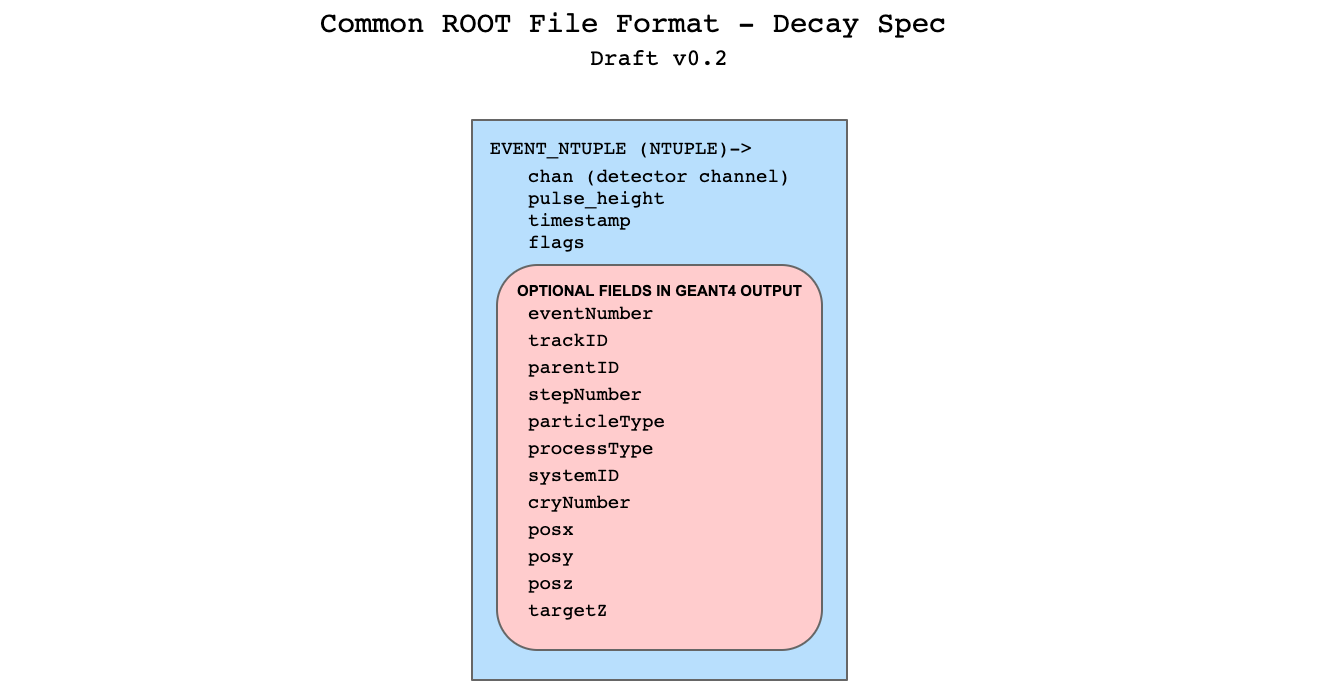 Common ROOT File Format - Decay Spec
Draft v0.2
EVENT_NTUPLE (NTUPLE)->
chan (detector channel)
pulse_height
timestamp
flags
OPTIONAL FIELDS IN GEANT4 OUTPUT
eventNumber
trackID
parentID
stepNumber
particleType
processType
systemID
cryNumber
posx
posy
posz
targetZ